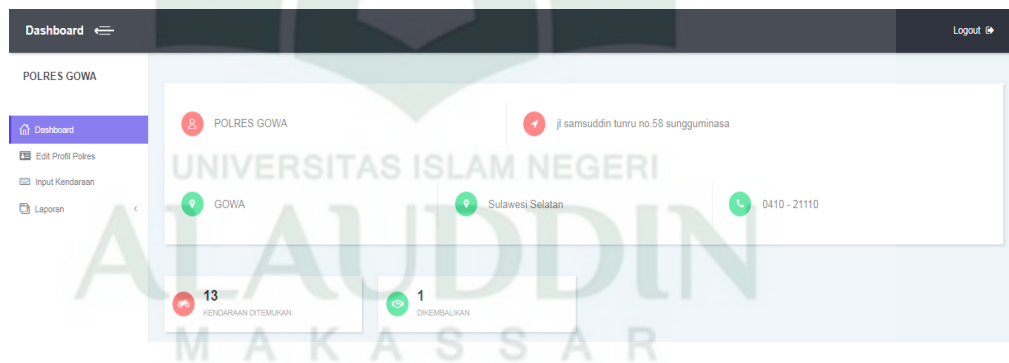 Dashboard
Logout
POLRES GOWA
Dashboard
Edit Profil Polres
Input Kendaraan
Laporan
POLRES GOWA
jl samsuddin tunru no.58 sungguminasa
GOWA
Sulawesi Selatan
0410 - 21110
13
KENDARAAN DITEMUKAN
1
DIKEMBALIKAN
UNIVERSITAS ISLAM NEGERI
ALAUDDIN
MAKASSAR